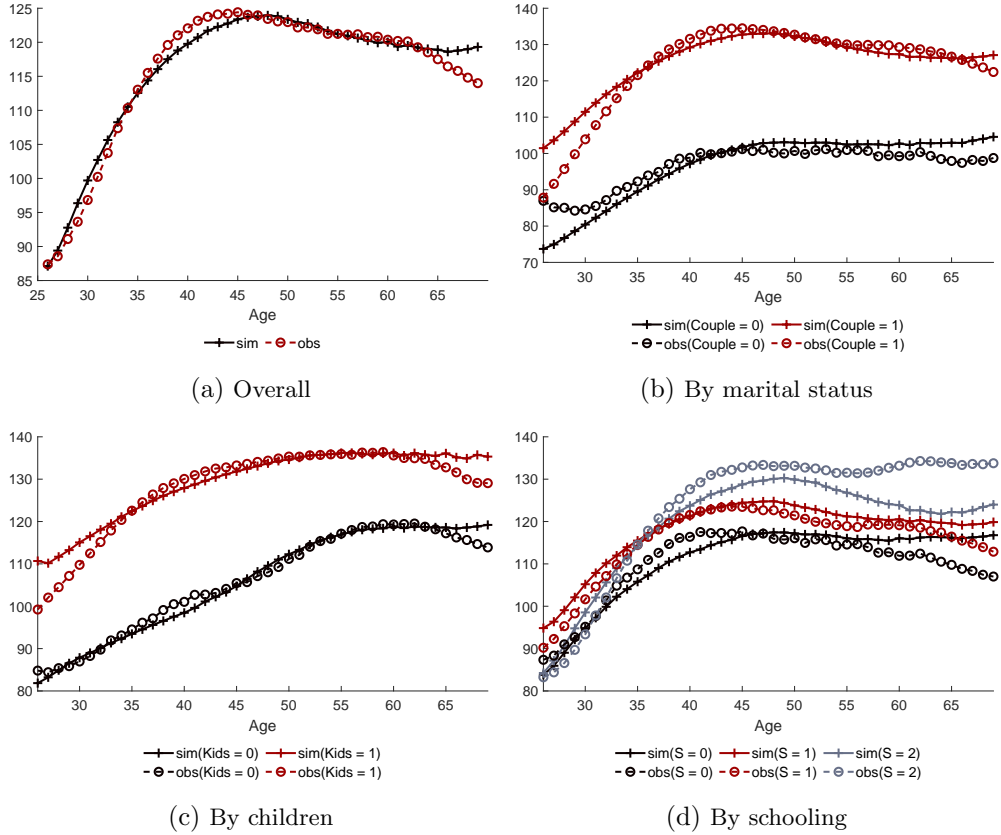 125
120
115
110
105
100
95
90
85
25 30 35 40 45 50 55 60 65
Age
sim obs
(a) Overall
140
130
120
110
100
90
80
70
30 35 40 45 50 55 60 65
Age
sim(Couple = 0) sim(Couple = 1)
obs(Couple = 0) obs(Couple = 1)
(b) By marital status
140
130
120
110
100
90
80
30 35 40 45 50 55 60 65
Age
sim(Kids = 0) sim(Kids = 1)
obs(Kids = 0) obs(Kids = 1)
(c) By children
140
130
120
110
100
90
80
30 35 40 45 50 55 60 65
Age
sim(S = 0) sim(S = 1) sim(S = 2)
obs(S = 0) obs(S = 1) obs(S = 2)
(d) By schooling